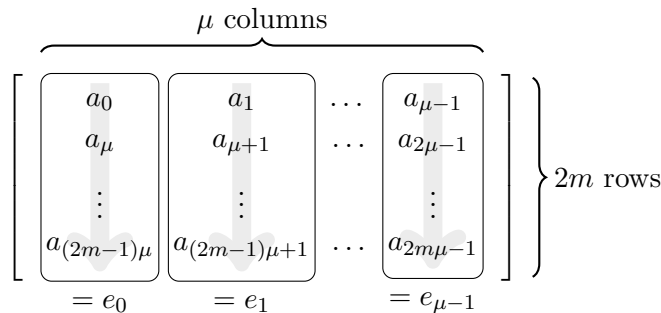 μ columns
a_0 a_1 … a_{μ−1}
a_μ a_{μ+1} … a_{2μ−1}
⋮ ⋮ ⋮
a_{(2m−1)μ} a_{(2m−1)μ+1} … a_{2mμ−1}
2m rows
= e_0 = e_1 = e_{μ−1}